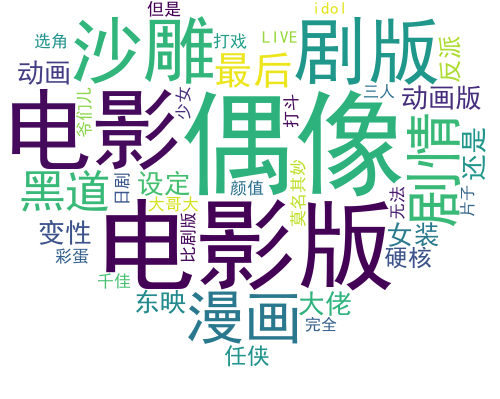 但是
idol
沙雕
选角
打戏
LIVE
剧版
最后
反派
动画
爷们儿
少女
打斗
三人
动画版
电影
偶像
剧情
还是
黑道
日剧
设定
颜值
莫名其妙
无法
片子
大哥大
变性
比剧版
电影版
女装
彩蛋
硬核
千佳
东映
漫画
大佬
完全
任侠